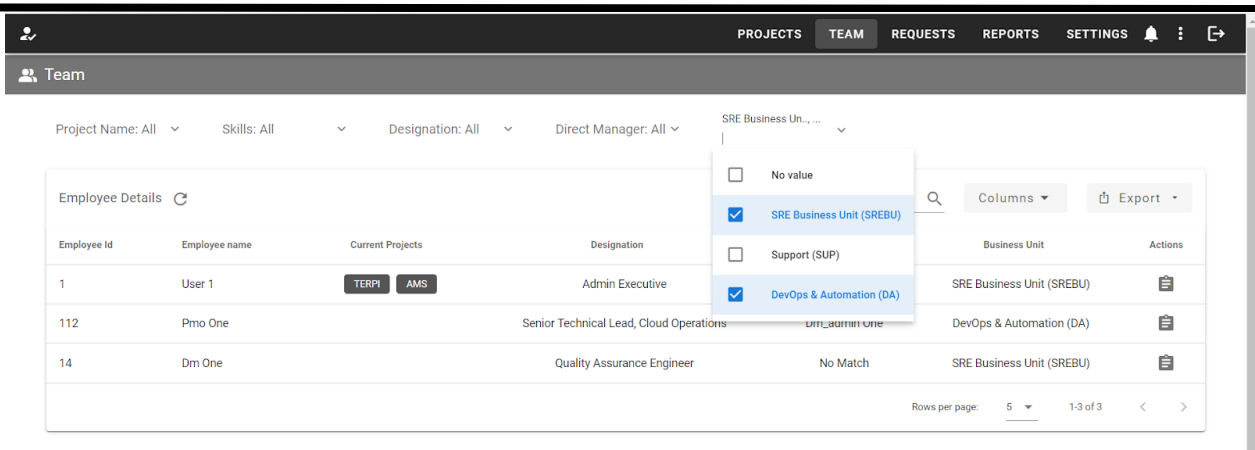 PROJECTS TEAM REQUESTS REPORTS SETTINGS
Team
Project Name: All Skills: All Designation: All Direct Manager: All SRE Business Un.., ...
No value
SRE Business Unit (SREBU)
Support (SUP)
DevOps & Automation (DA)
Employee Details Columns Export
Employee Id Employee name Current Projects Designation Business Unit Actions
1 User 1 TERPI AMS Admin Executive SRE Business Unit (SREBU)
112 Pmo One Senior Technical Lead, Cloud Operations Dm_admin One DevOps & Automation (DA)
14 Dm One Quality Assurance Engineer No Match SRE Business Unit (SREBU)
Rows per page: 5 1-3 of 3